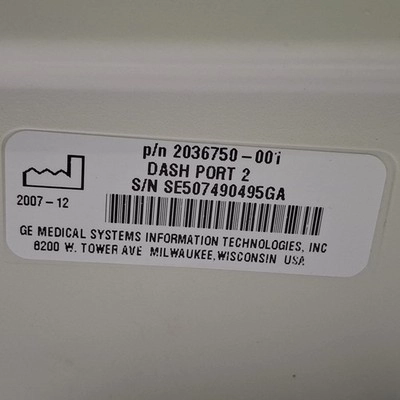 p/n 2036750-001
DASH PORT 2
S/N SE507490495GA
2007-12
GE MEDICAL SYSTEMS INFORMATION TECHNOLOGIES, INC
8200 W. TOWER AVE MILWAUKEE, WISCONSIN USA